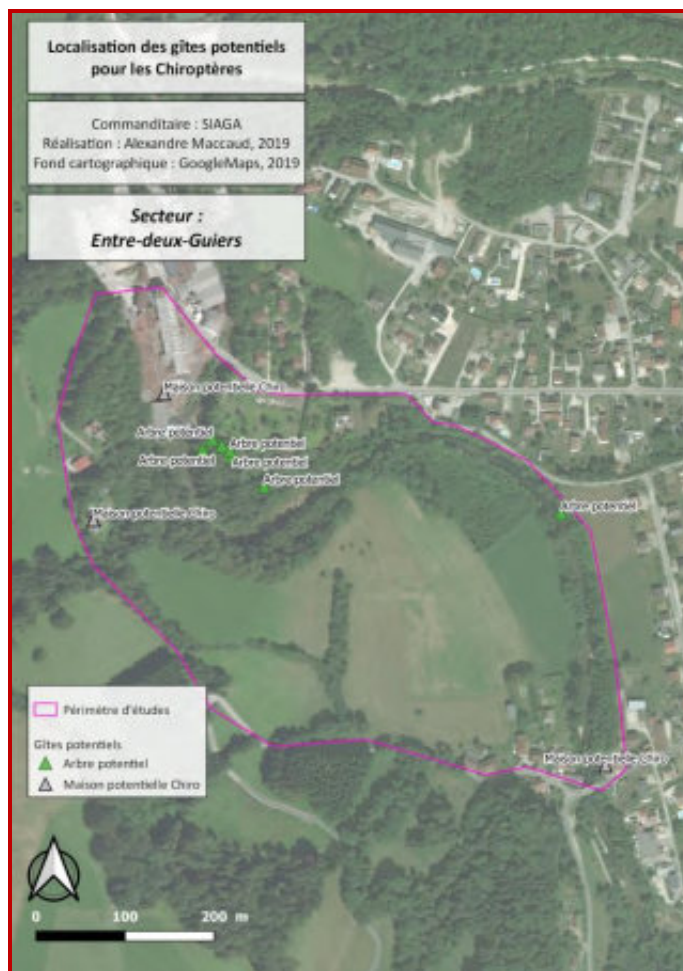 Localisation des gîtes potentiels
pour les Chiroptères
Commanditaire : SIAGA
Réalisation : Alexandre Maccaud, 2019
Fond cartographique : GoogleMaps, 2019
Secteur :
Entre-deux-Guiers
Maison potentielle Chiro
Arbre potentiel
Arbre potentiel
Arbre potentiel
Arbre potentiel
Arbre potentiel
Arbre potentiel
Maison potentielle Chiro
Maison potentielle Chiro
Périmètre d'études
Gîtes potentiels
Arbre potentiel
Maison potentielle Chiro
0 100 200 m